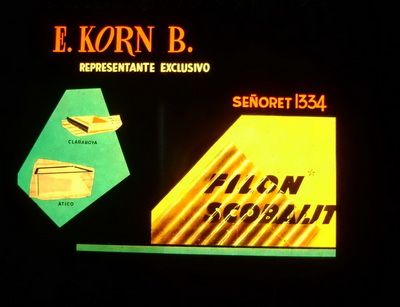 E. KORN B.
REPRESENTANTE EXCLUSIVO
SEÑORET 1334
CLARABOYA
ATICO
"FILON"
SCOBALIT